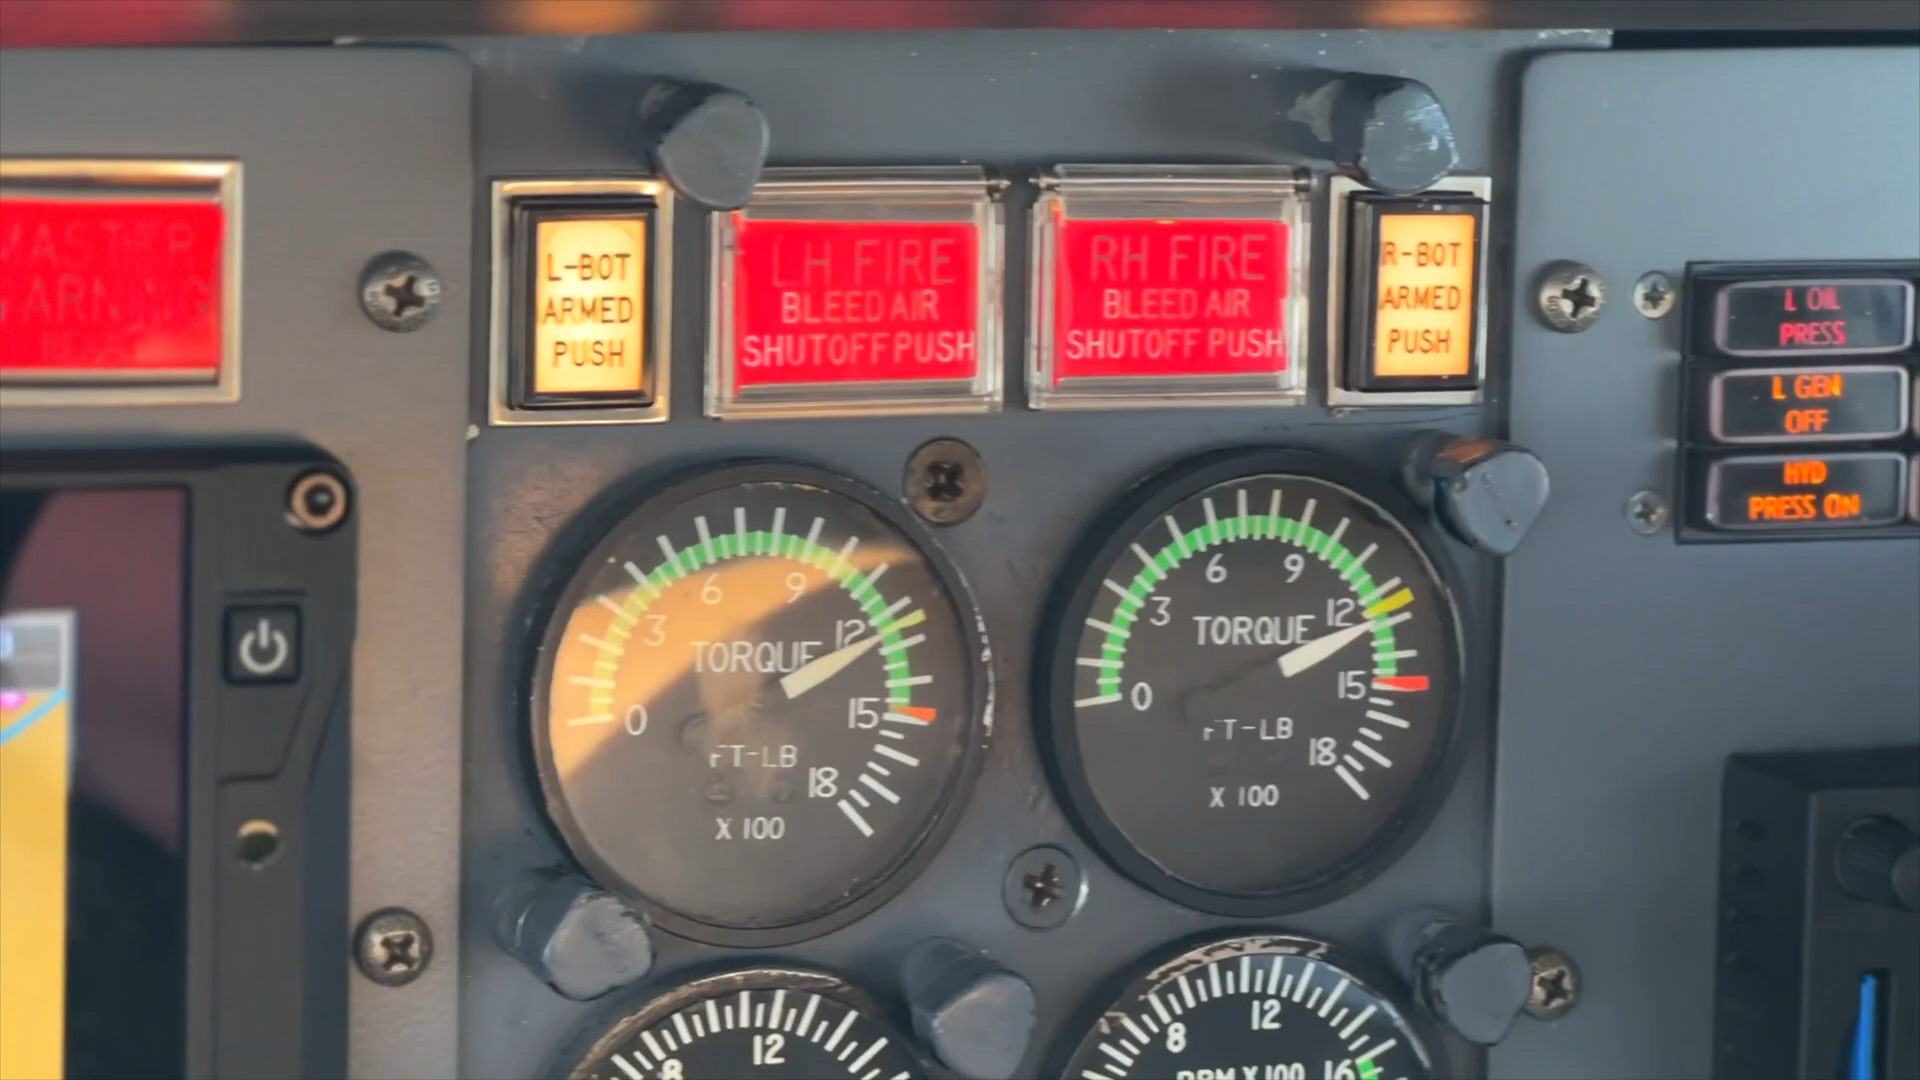 MASTER
WARNING
RESET
L-BOT
ARMED
PUSH
LH FIRE
BLEED AIR
SHUTOFF PUSH
RH FIRE
BLEED AIR
SHUTOFF PUSH
R-BOT
ARMED
PUSH
L OIL
PRESS
L GEN
OFF
HYD
PRESS ON
0 3 6 9 12 15 18
TORQUE
FT-LB
X 100
0 3 6 9 12 15 18
TORQUE
FT-LB
X 100
8 12
8 12 16
RPM X 100